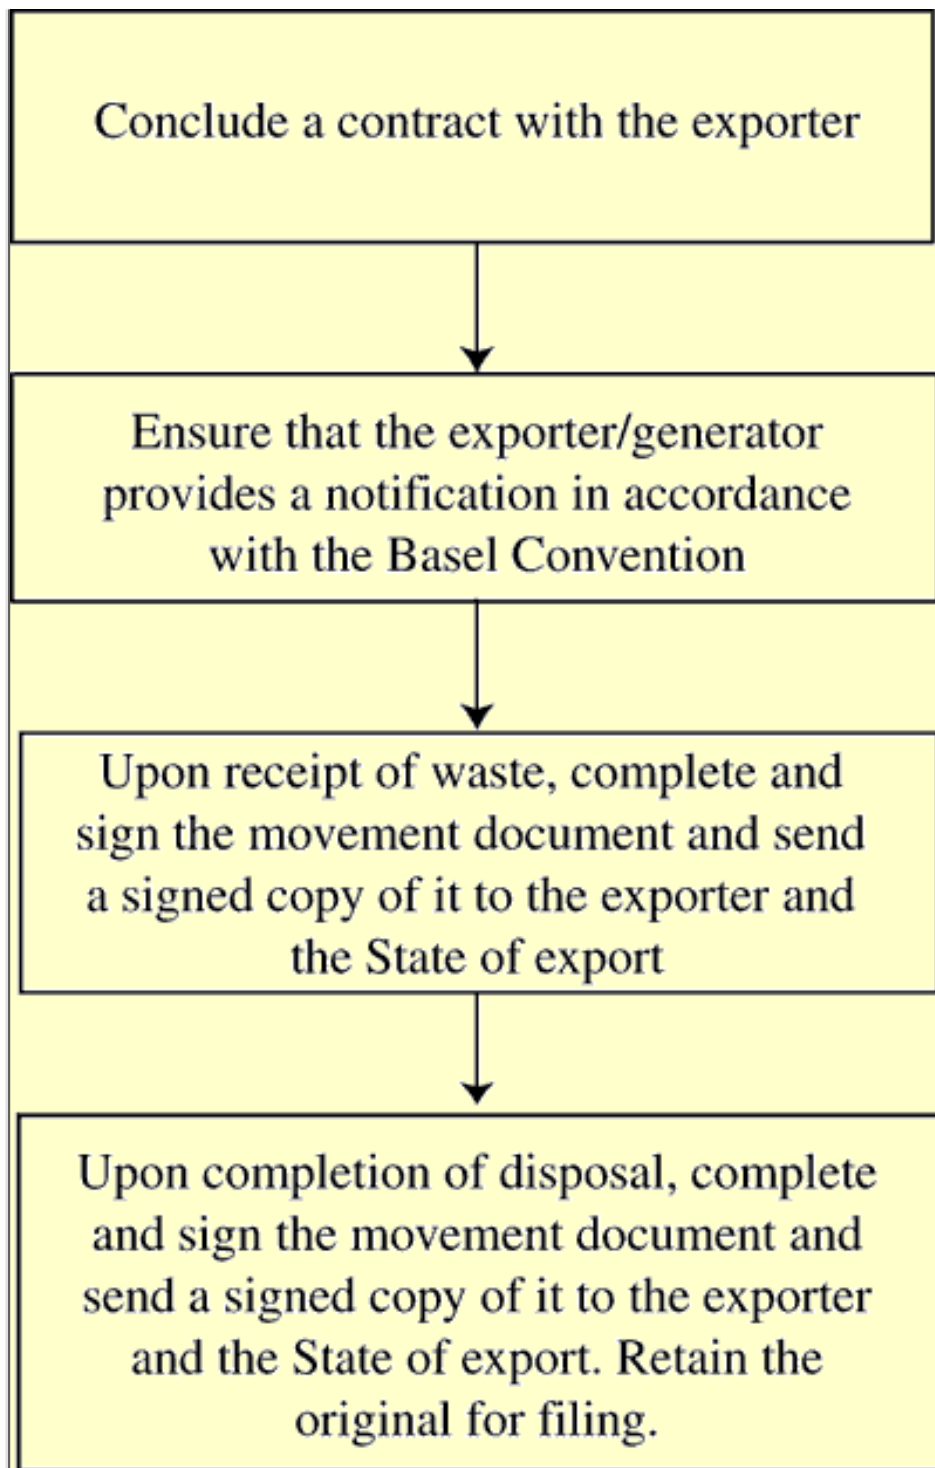 Conclude a contract with the exporter
Ensure that the exporter/generator
provides a notification in accordance
with the Basel Convention
Upon receipt of waste, complete and
sign the movement document and send
a signed copy of it to the exporter and
the State of export
Upon completion of disposal, complete
and sign the movement document and
send a signed copy of it to the exporter
and the State of export. Retain the
original for filing.